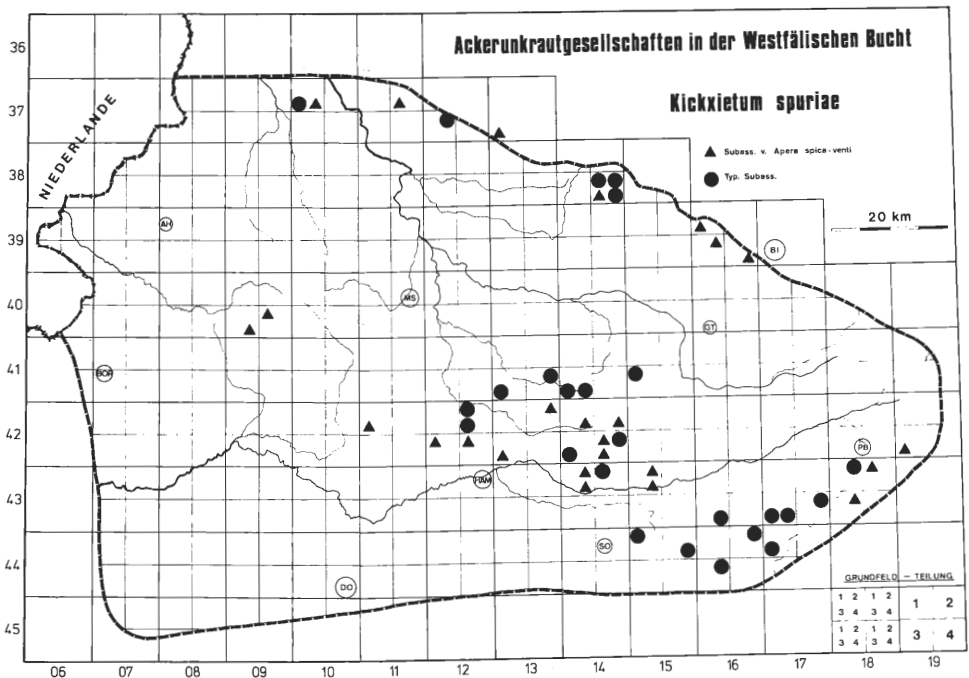 Ackerunkrautgesellschaften in der Westfälischen Bucht
Kickxietum spuriae
Subass. v. Apera spica-venti
Typ. Subass.
20 km
NIEDERLANDE
36
37
38
39
40
41
42
43
44
45
AH
BI
MS
GT
BOR
PB
HAM
SO
DO
GRUNDFELD – TEILUNG
1 2 1 2
3 4 3 4
1 2 1 2
3 4 3 4
1 2
3 4
06 07 08 09 10 11 12 13 14 15 16 17 18 19